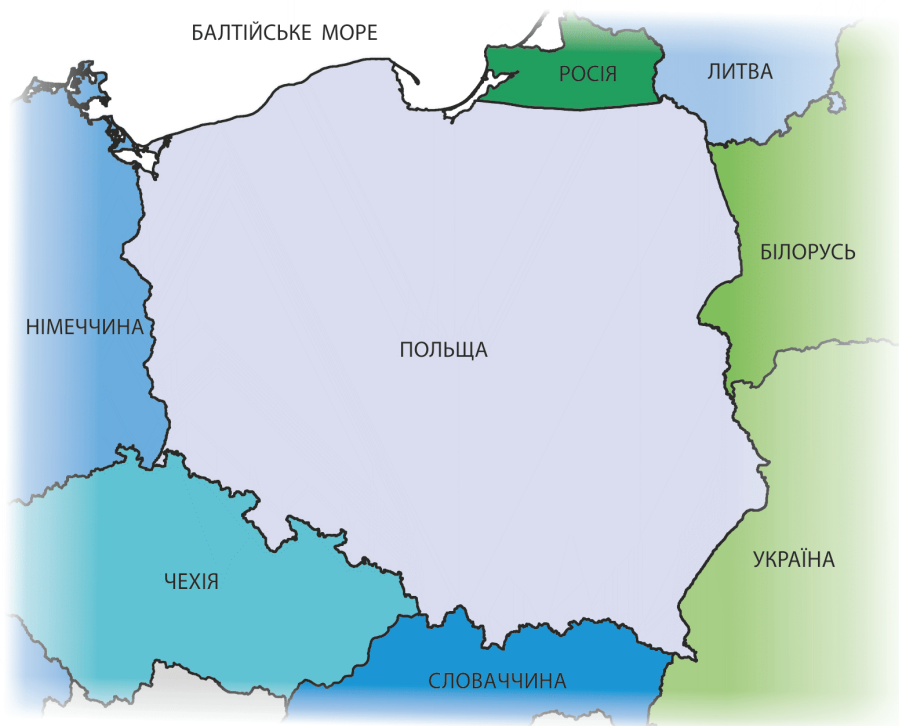 БАЛТІЙСЬКЕ МОРЕ
РОСІЯ
ЛИТВА
БІЛОРУСЬ
НІМЕЧЧИНА
ПОЛЬЩА
УКРАЇНА
ЧЕХІЯ
СЛОВАЧЧИНА